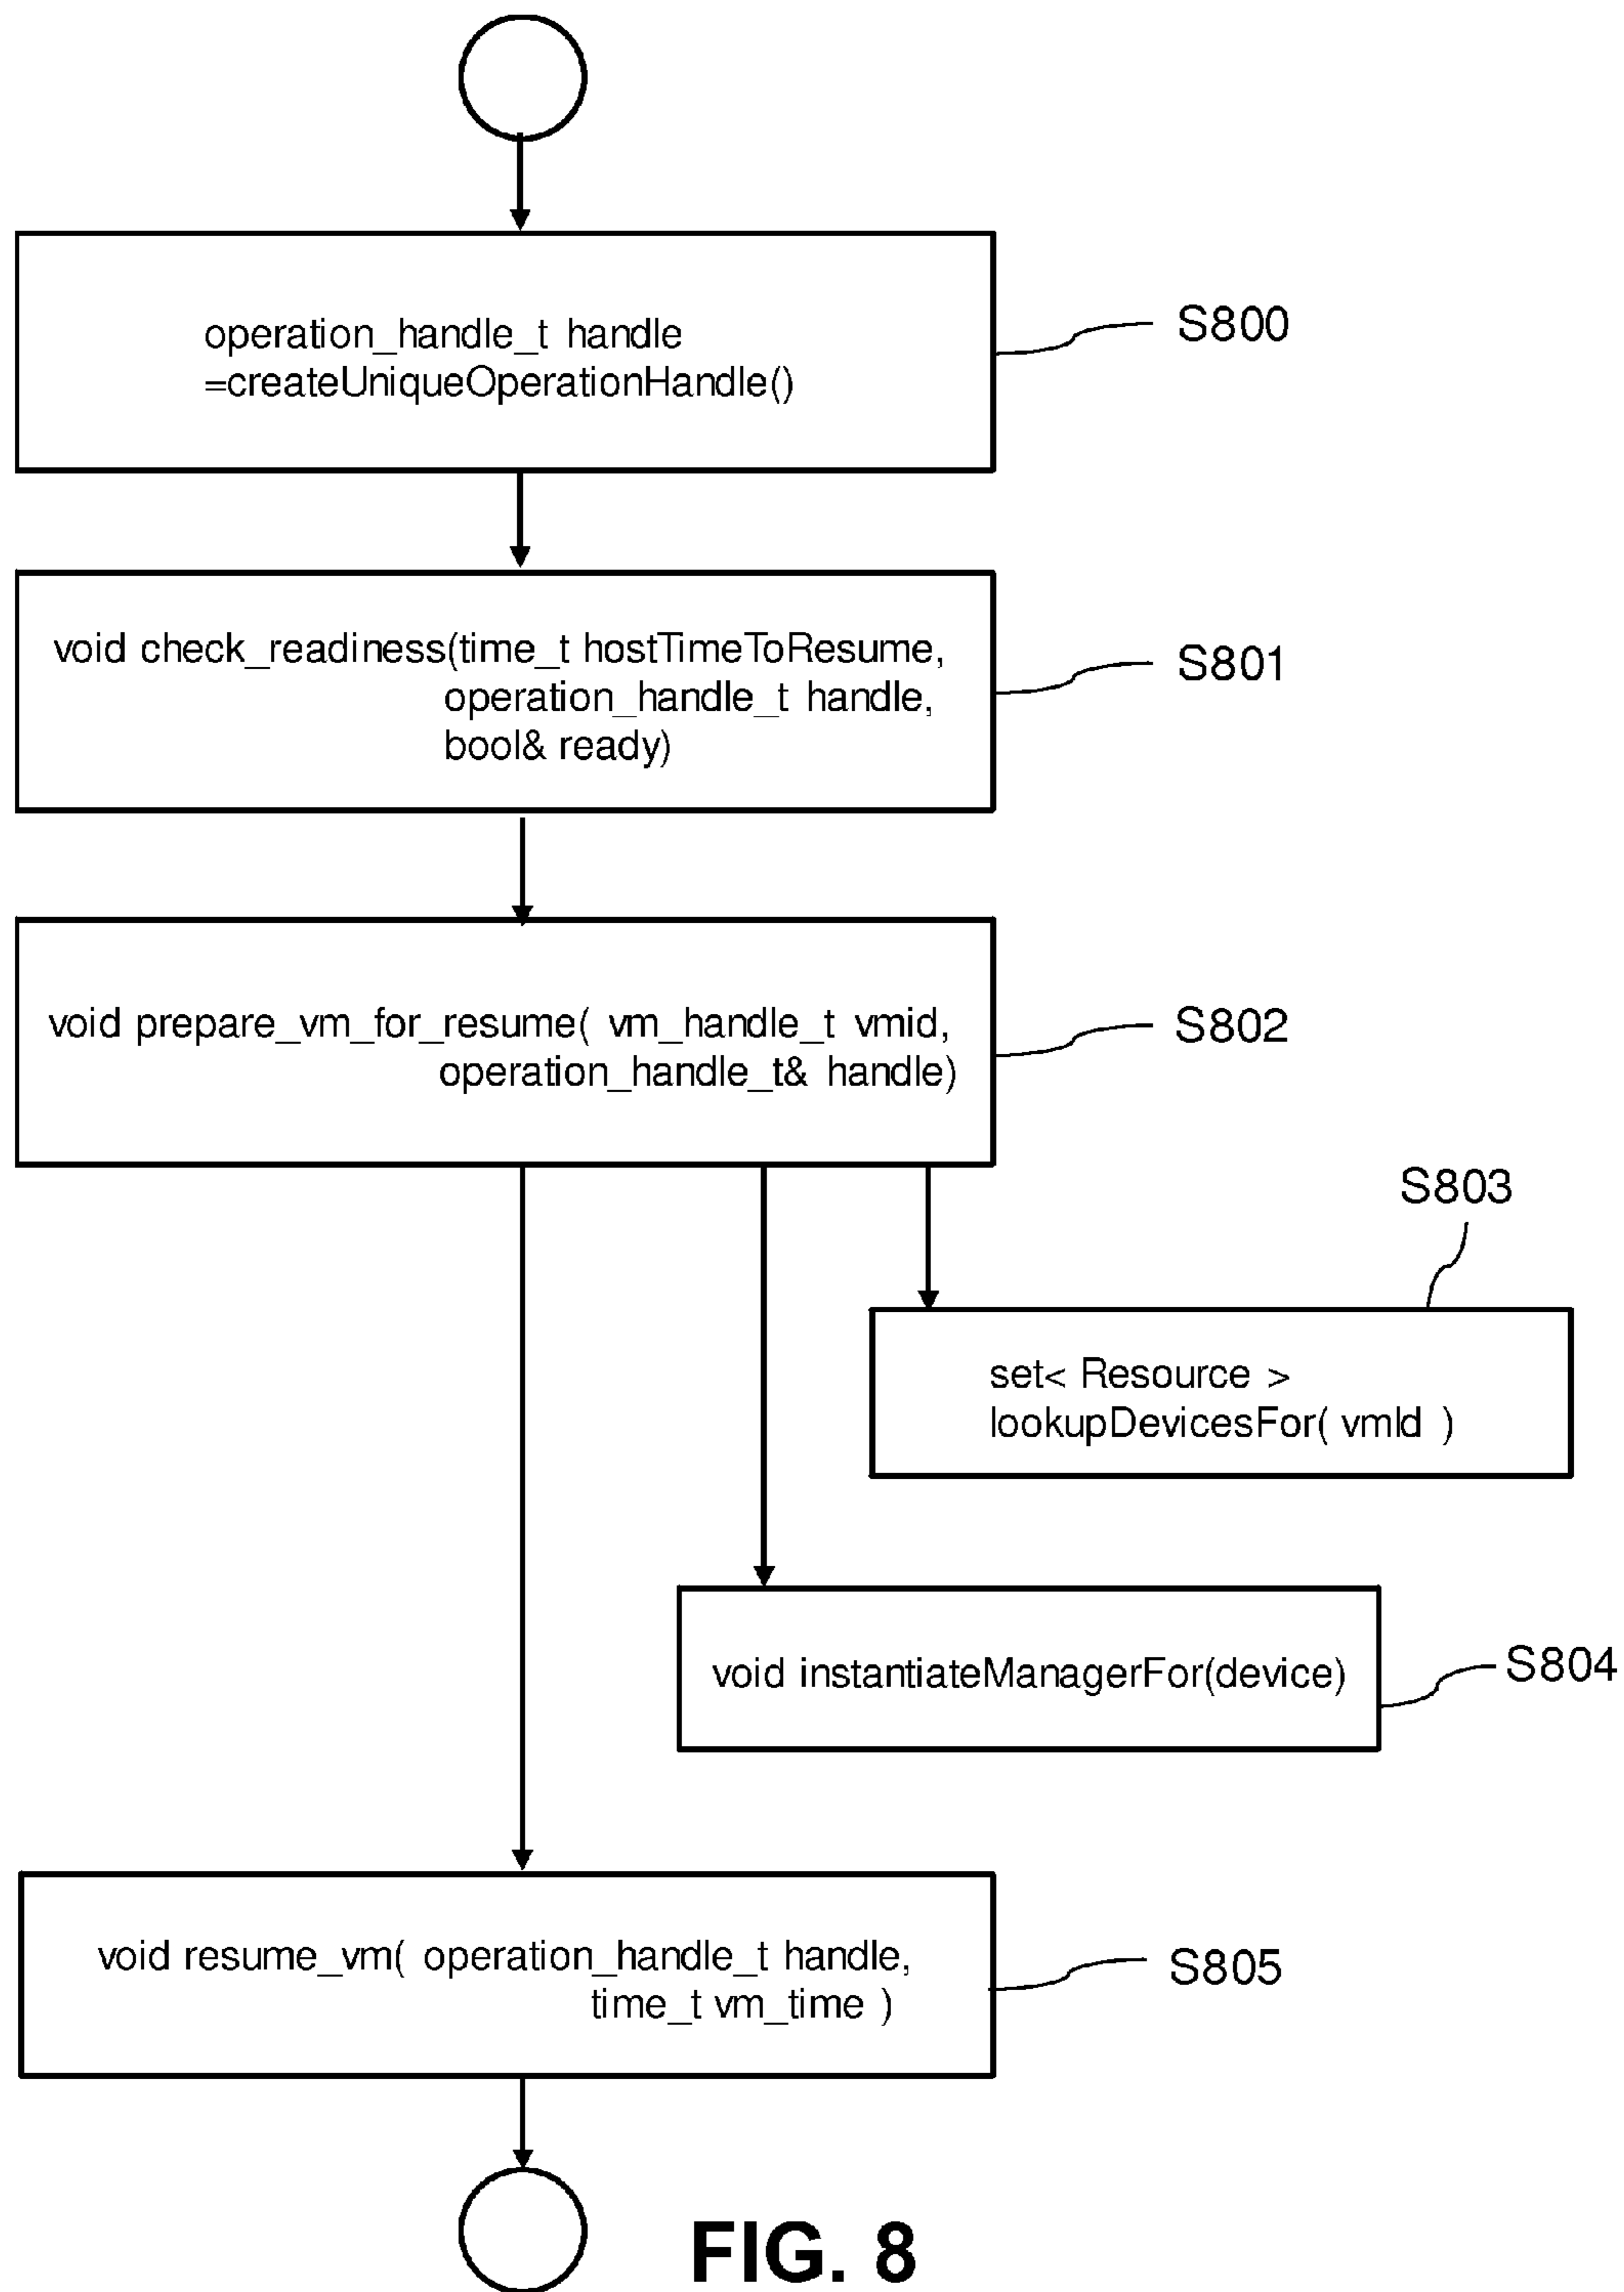 operation_handle_t handle
=createUniqueOperationHandle()
S800
void check_readiness(time_t hostTimeToResume,
operation_handle_t handle,
bool& ready)
S801
void prepare_vm_for_resume( vm_handle_t vmid,
operation_handle_t& handle)
S802
S803
set< Resource >
lookupDevicesFor( vmId )
void instantiateManagerFor(device)
S804
void resume_vm( operation_handle_t handle,
time_t vm_time )
S805
FIG. 8